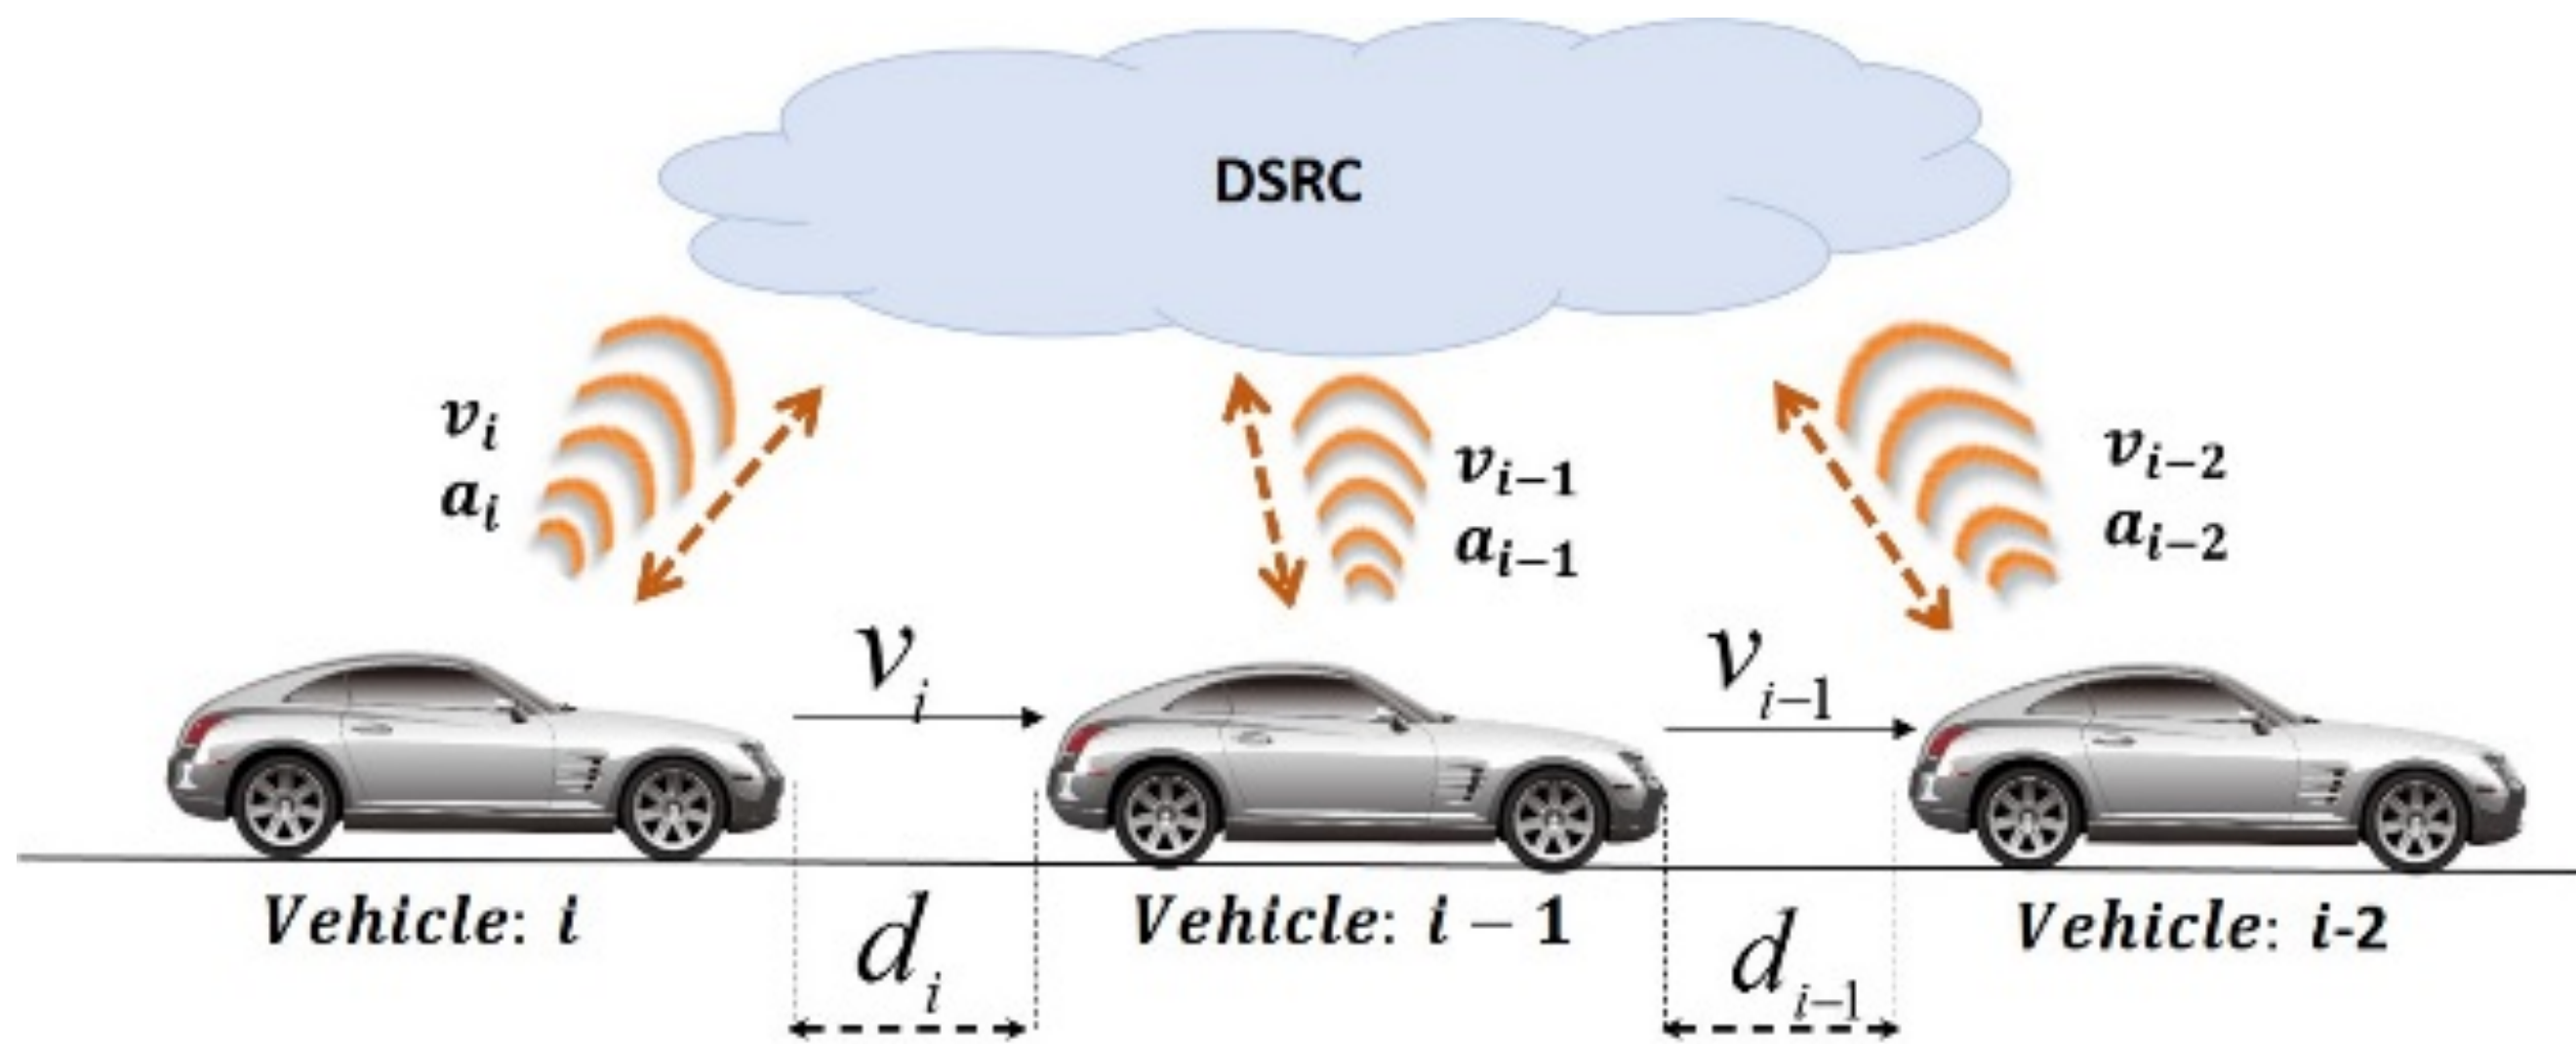 DSRC
v_i
a_i
v_{i-1}
a_{i-1}
v_{i-2}
a_{i-2}
v_i
v_{i-1}
Vehicle: i
Vehicle: i − 1
Vehicle: i-2
d_i
d_{i-1}